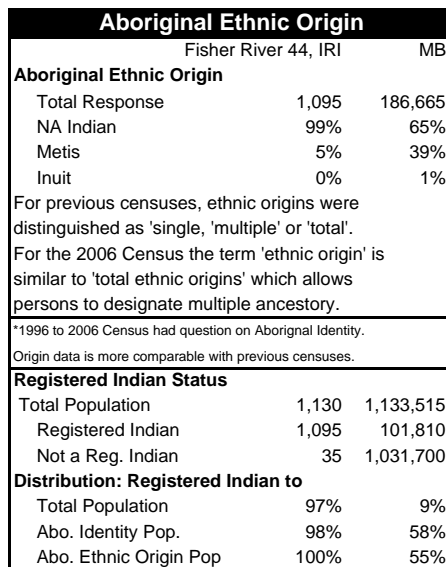 Aboriginal Ethnic Origin
Fisher River 44, IRI MB
Aboriginal Ethnic Origin
Total Response 1,095 186,665
NA Indian 99% 65%
Metis 5% 39%
Inuit 0% 1%
For previous censuses, ethnic origins were
distinguished as 'single, 'multiple' or 'total'.
For the 2006 Census the term 'ethnic origin' is
similar to 'total ethnic origins' which allows
persons to designate multiple ancestory.
*1996 to 2006 Census had question on Aborignal Identity.
Origin data is more comparable with previous censuses.
Registered Indian Status
Total Population 1,130 1,133,515
Registered Indian 1,095 101,810
Not a Reg. Indian 35 1,031,700
Distribution: Registered Indian to
Total Population 97% 9%
Abo. Identity Pop. 98% 58%
Abo. Ethnic Origin Pop 100% 55%